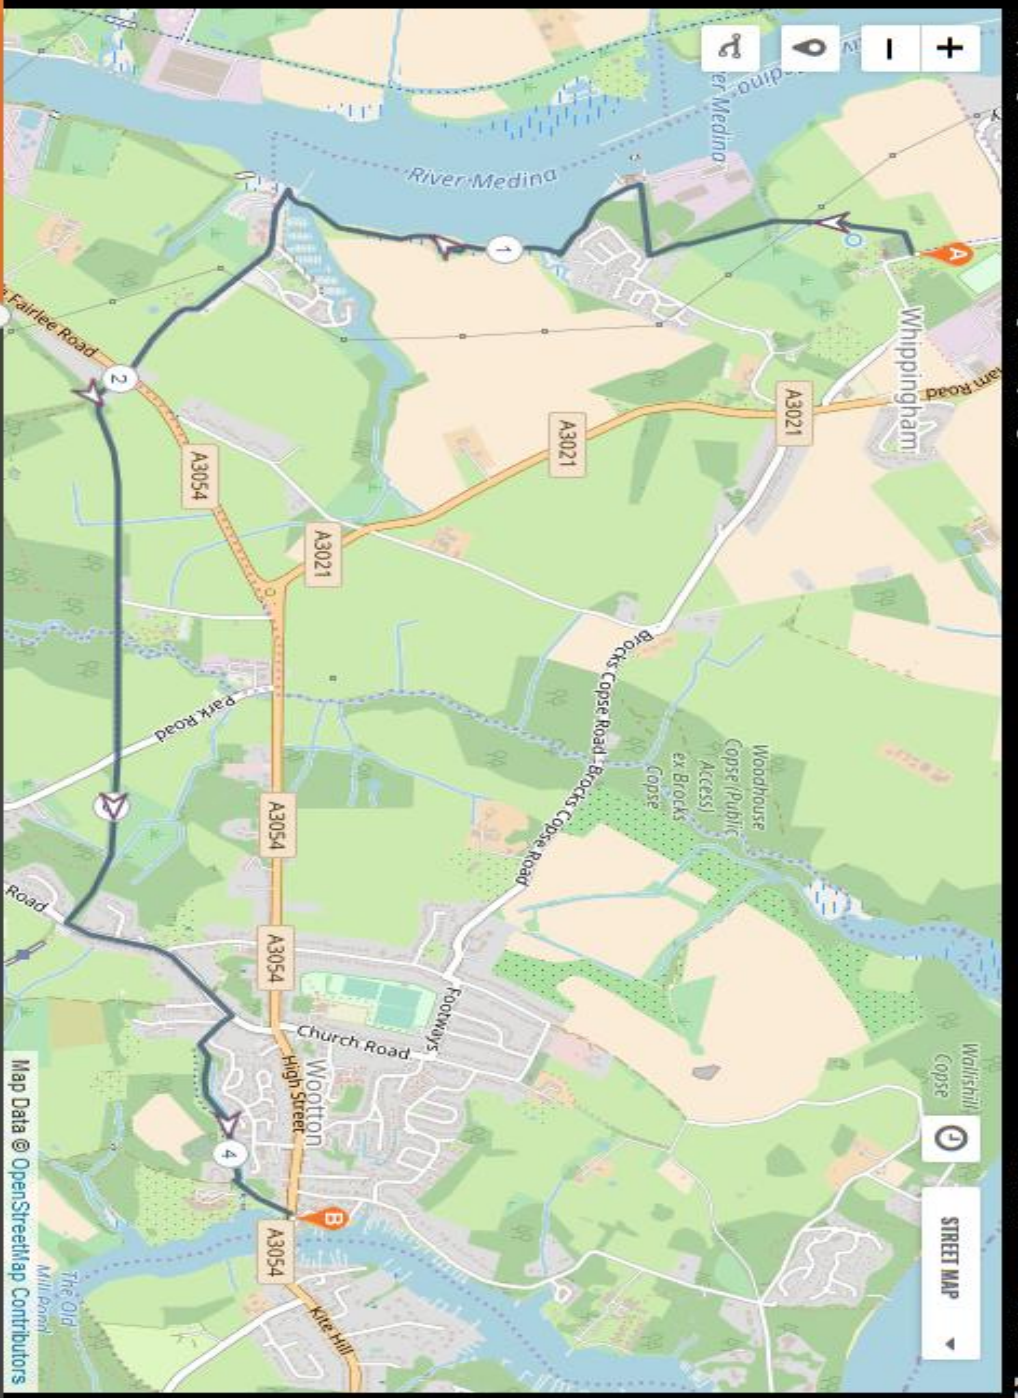 +
−
River Medina
River Medina
A
Whippingham
1
2
4
B
Fairlee Road
A3021
A3021
A3021
A3054
A3054
A3054
A3054
Park Road
Road
Brocks Copse Road
Brocks Copse Road
Woodhouse
Copse (Public
Access)
ex Brocks
Copse
Wallishill
Copse
Footways
Church Road
High Street
Wootton
Kite Hill
The Old
Mill Pond
STREET MAP
Map Data © OpenStreetMap Contributors